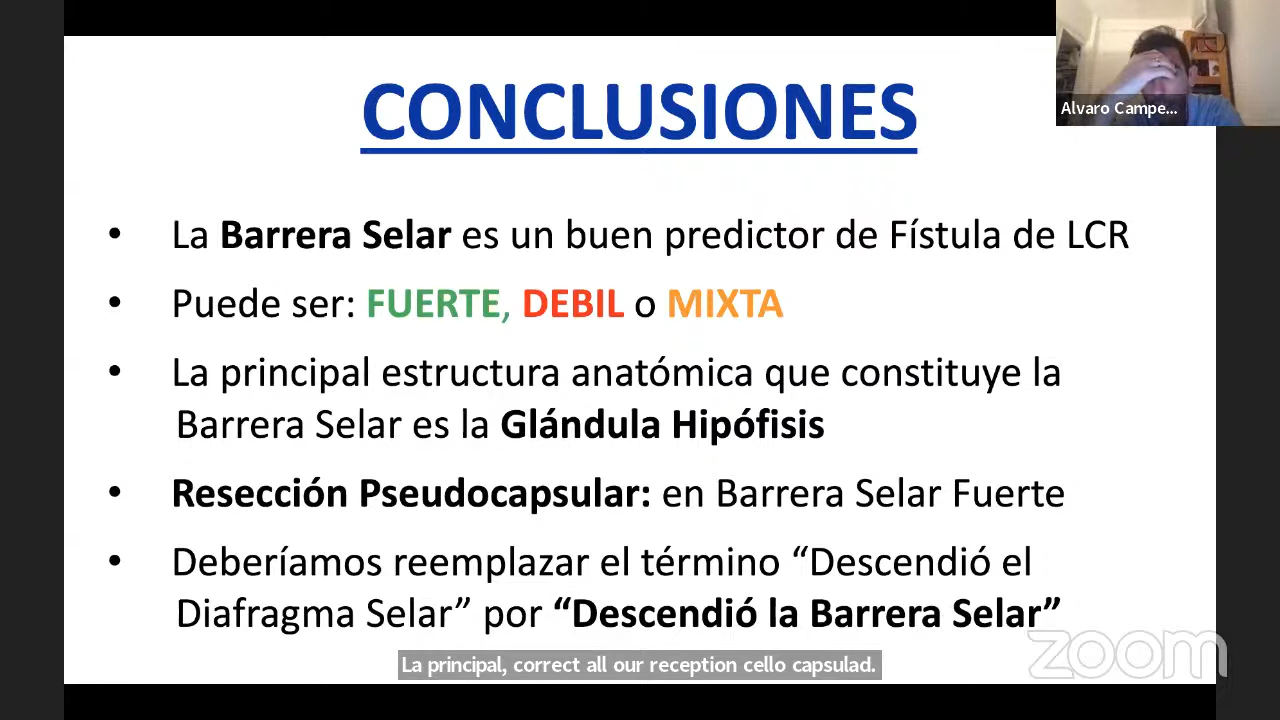 CONCLUSIONES
Alvaro Campe...
• La Barrera Selar es un buen predictor de Fístula de LCR
• Puede ser: FUERTE, DEBIL o MIXTA
• La principal estructura anatómica que constituye la
Barrera Selar es la Glándula Hipófisis
• Resección Pseudocapsular: en Barrera Selar Fuerte
• Deberíamos reemplazar el término “Descendió el
Diafragma Selar” por “Descendió la Barrera Selar”
La principal, correct all our reception cello capsulad.
zoom